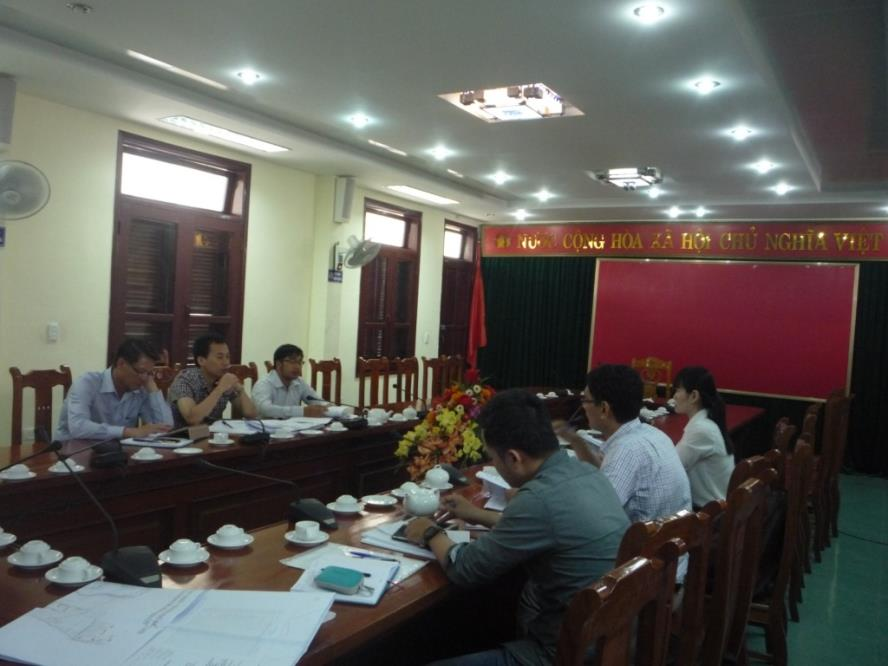 NƯỚC CỘNG HÒA XÃ HỘI CHỦ NGHĨA VIỆT